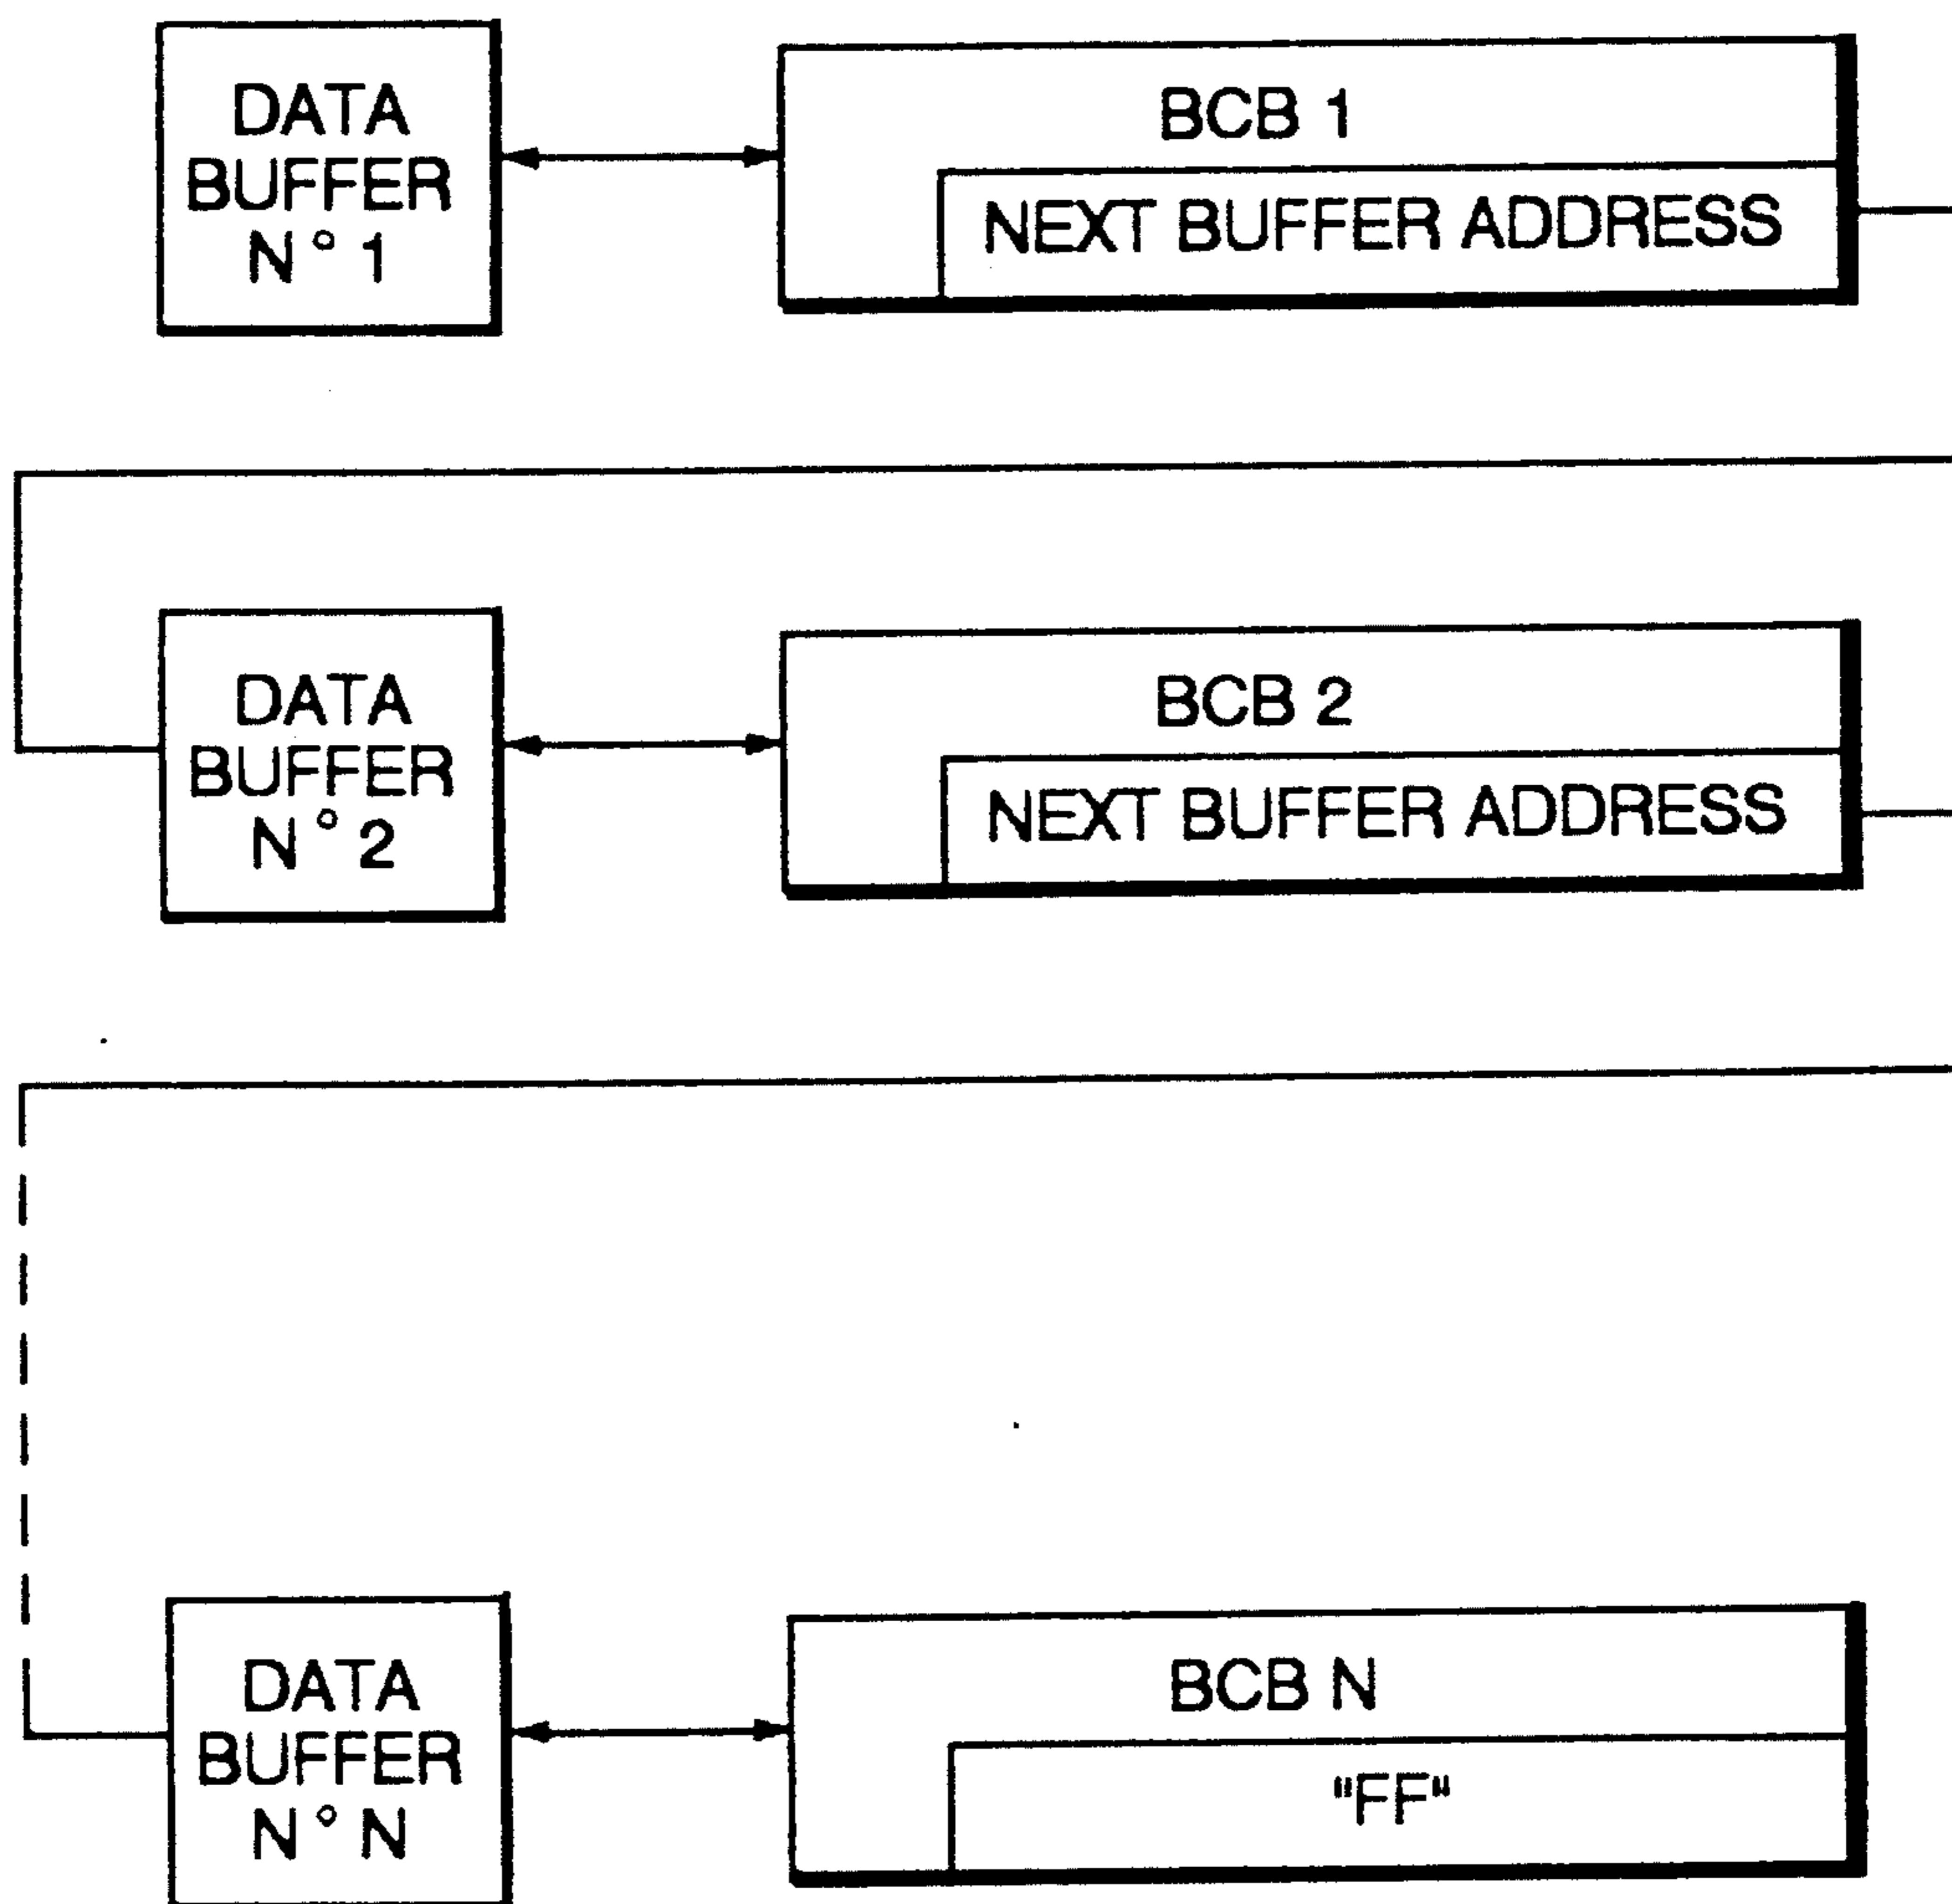 DATA
BUFFER
N° 1
BCB 1
NEXT BUFFER ADDRESS
DATA
BUFFER
N° 2
BCB 2
NEXT BUFFER ADDRESS
DATA
BUFFER
N° N
BCB N
"FF"